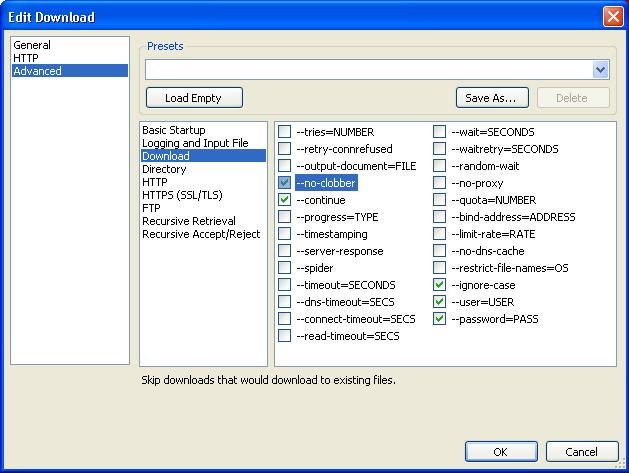 Edit Download
General
HTTP
Advanced
Presets
Load Empty
Save As...
Delete
Basic Startup
Logging and Input File
Download
Directory
HTTP
HTTPS (SSL/TLS)
FTP
Recursive Retrieval
Recursive Accept/Reject
--tries=NUMBER
--retry-connrefused
--output-document=FILE
--no-clobber
--continue
--progress=TYPE
--timestamping
--server-response
--spider
--timeout=SECONDS
--dns-timeout=SECS
--connect-timeout=SECS
--read-timeout=SECS
--wait=SECONDS
--waitretry=SECONDS
--random-wait
--no-proxy
--quota=NUMBER
--bind-address=ADDRESS
--limit-rate=RATE
--no-dns-cache
--restrict-file-names=OS
--ignore-case
--user=USER
--password=PASS
Skip downloads that would download to existing files.
OK
Cancel